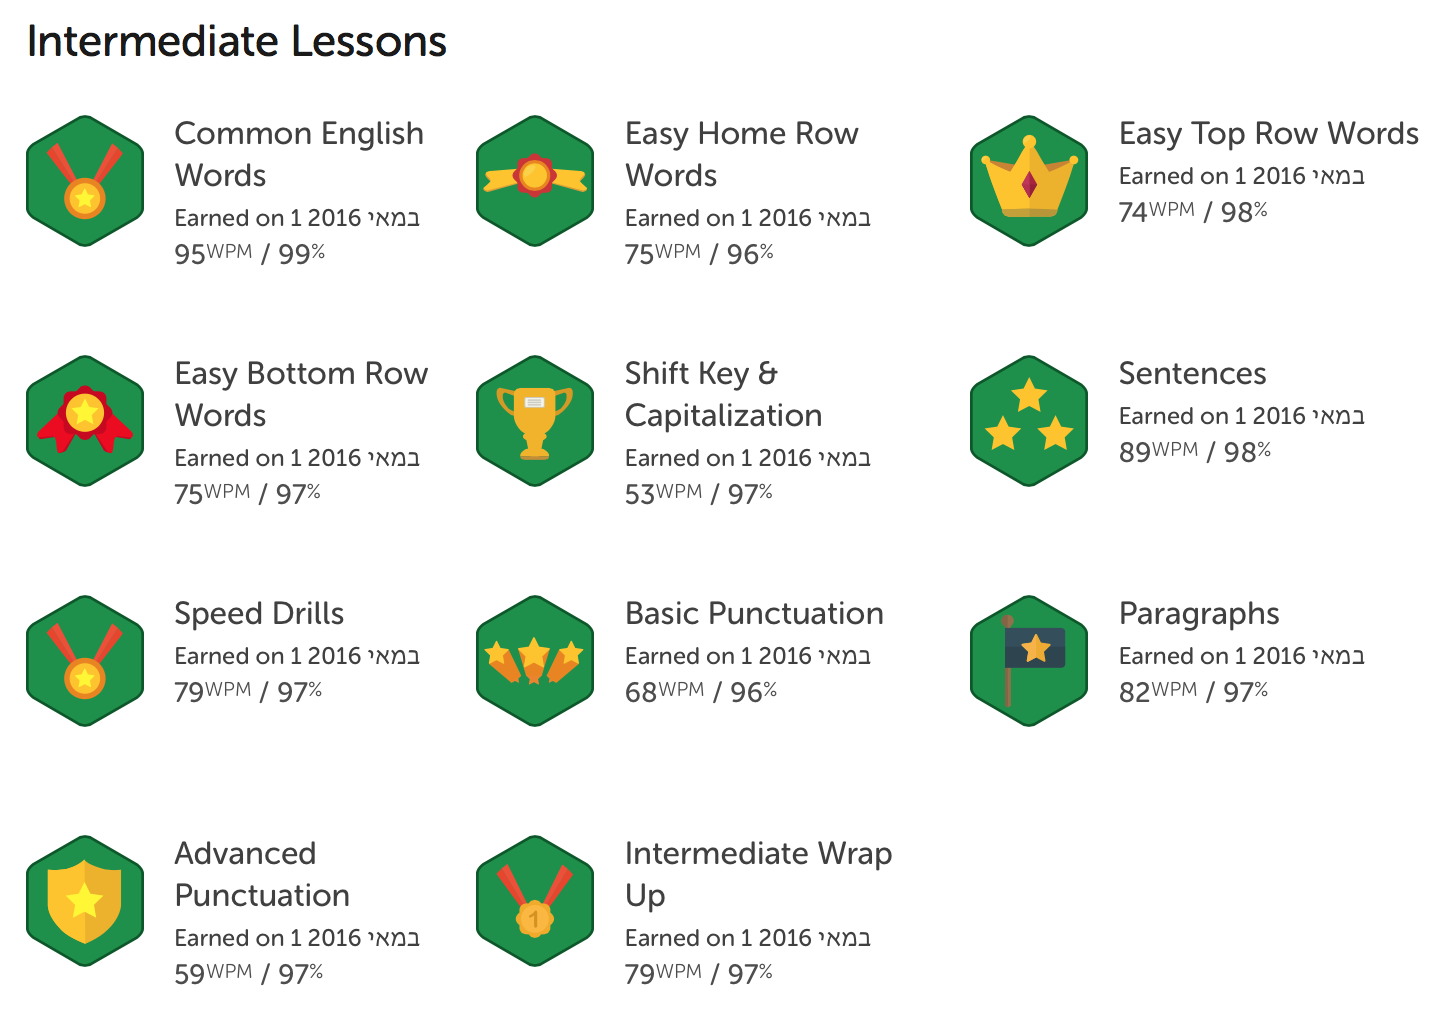 Intermediate Lessons
Common English
Words
Earned on 1 במאי 2016
95WPM / 99%
Easy Home Row
Words
Earned on 1 במאי 2016
75WPM / 96%
Easy Top Row Words
Earned on 1 במאי 2016
74WPM / 98%
Easy Bottom Row
Words
Earned on 1 במאי 2016
75WPM / 97%
Shift Key &
Capitalization
Earned on 1 במאי 2016
53WPM / 97%
Sentences
Earned on 1 במאי 2016
89WPM / 98%
Speed Drills
Earned on 1 במאי 2016
79WPM / 97%
Basic Punctuation
Earned on 1 במאי 2016
68WPM / 96%
Paragraphs
Earned on 1 במאי 2016
82WPM / 97%
Advanced
Punctuation
Earned on 1 במאי 2016
59WPM / 97%
1
Intermediate Wrap
Up
Earned on 1 במאי 2016
79WPM / 97%